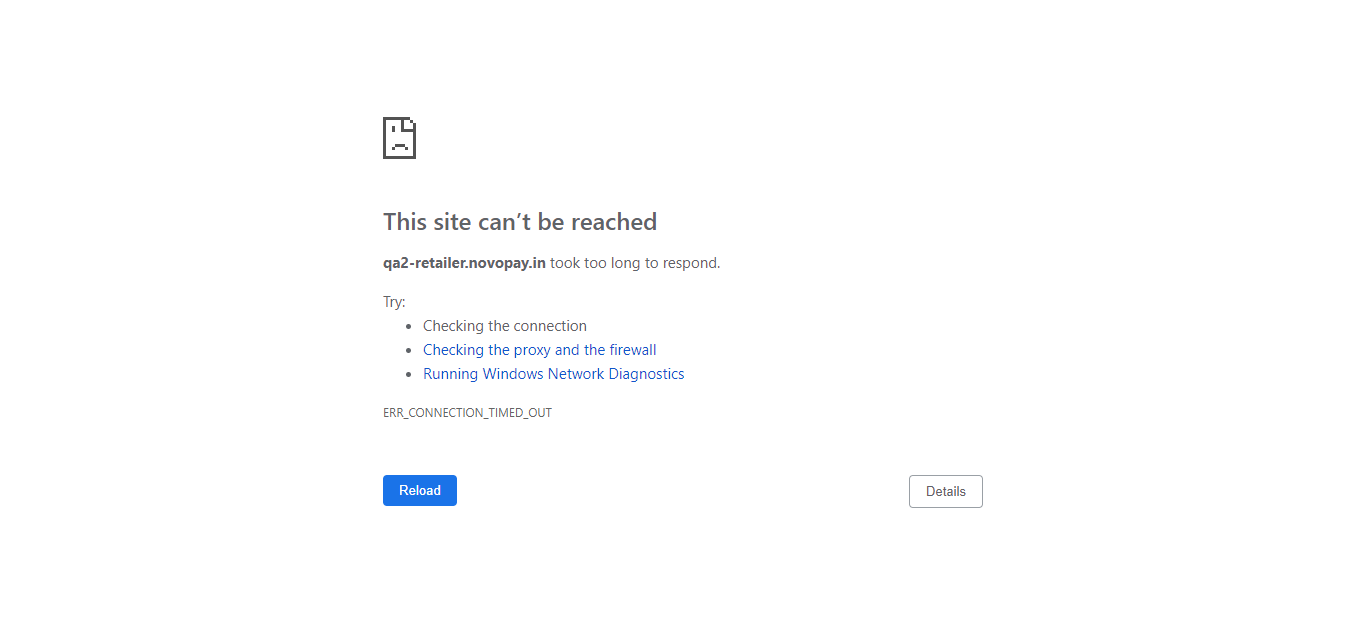 This site can’t be reached
qa2-retailer.novopay.in took too long to respond.
Try:
Checking the connection
Checking the proxy and the firewall
Running Windows Network Diagnostics
ERR_CONNECTION_TIMED_OUT
Reload
Details